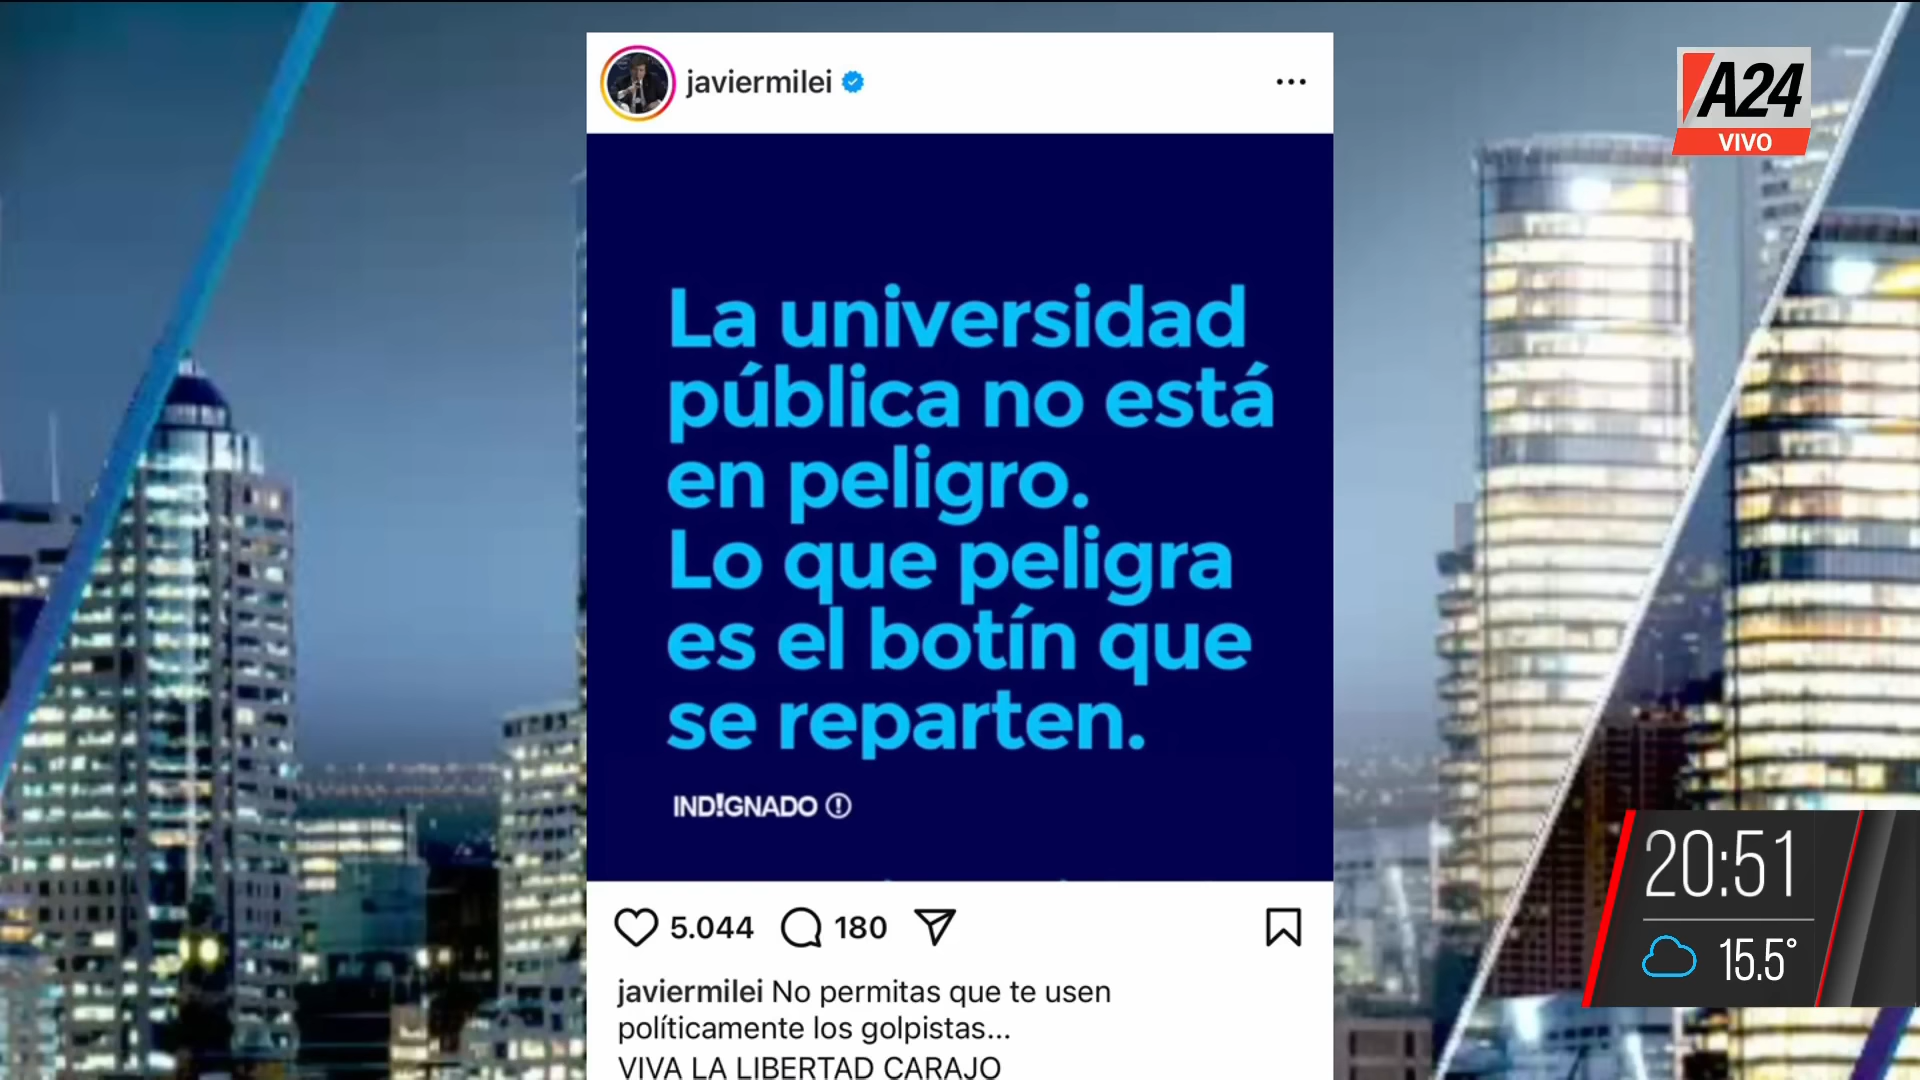 javiermilei
A24
VIVO
La universidad
pública no está
en peligro.
Lo que peligra
es el botín que
se reparten.
IND!GNADO
5.044 180
javiermilei No permitas que te usen
políticamente los golpistas...
VIVA LA LIBERTAD CARAJO
20:51
15.5°